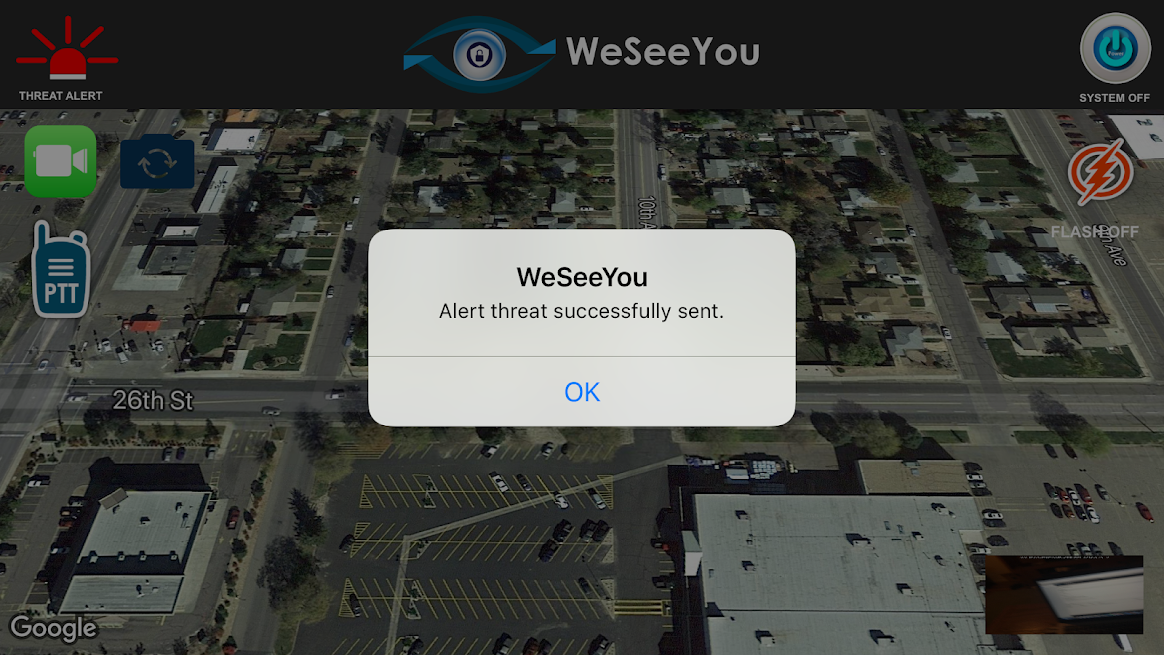 WeSeeYou
THREAT ALERT
SYSTEM OFF
10th A
FLASH OFF
h Ave
PTT
WeSeeYou
Alert threat successfully sent.
OK
26th St
Google